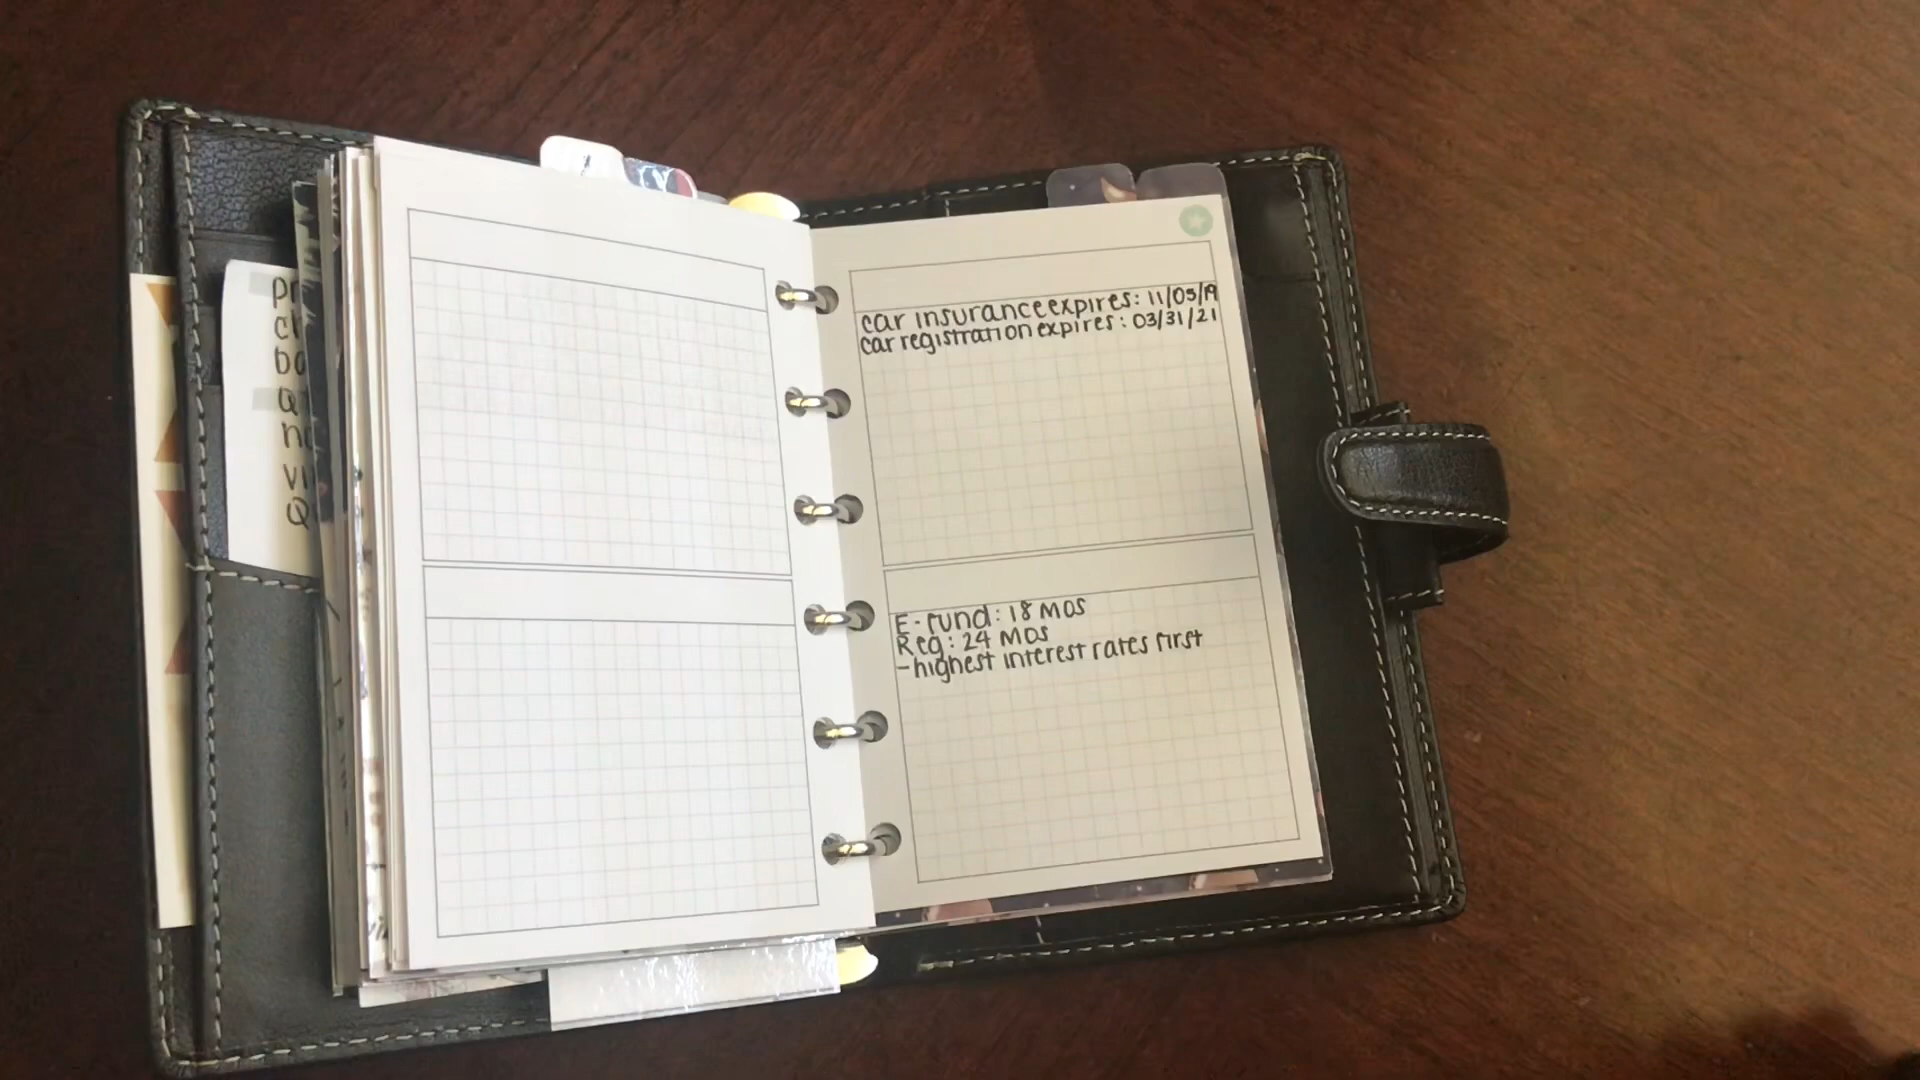 car insurance expires: 11/05/19
car registration expires: 03/31/21
E-fund: 18 MOS
Reg: 24 MOS
-highest interest rates first